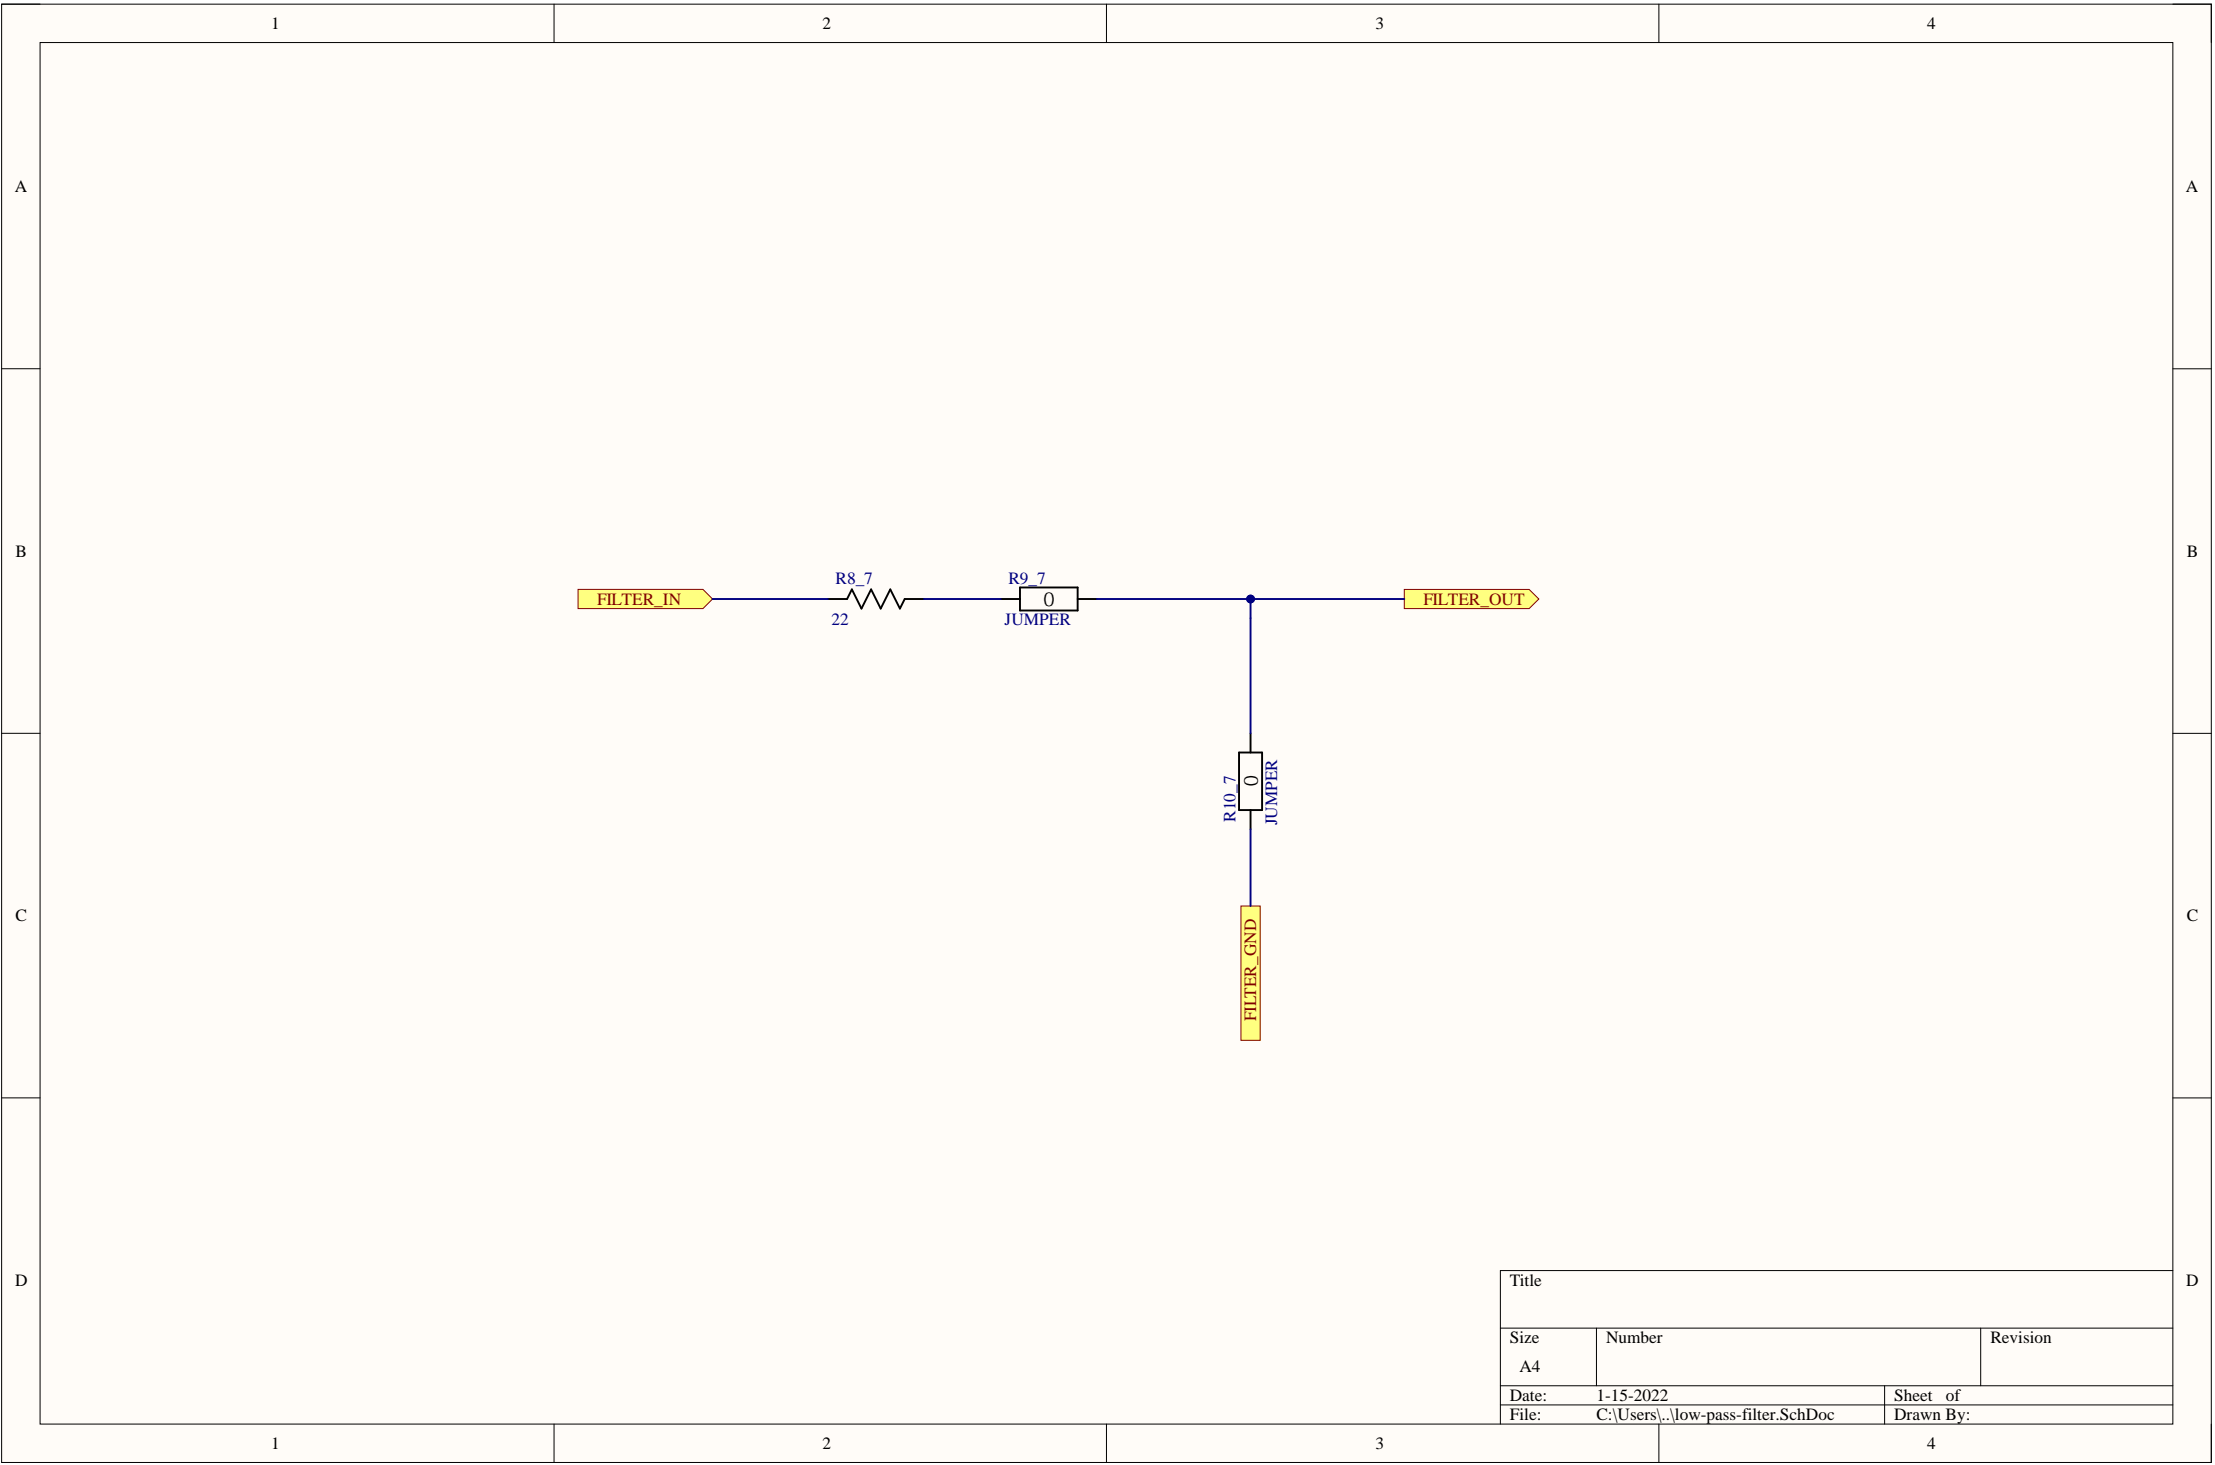 1 2 3 4
A A
B B
R8_7 R9_7
FILTER_IN 0 FILTER_OUT
22 JUMPER
R10_7 0 JUMPER
C C
FILTER_GND
D D
Title
Size Number Revision
A4
Date: 1-15-2022 Sheet of
File: C:\Users\..\low-pass-filter.SchDoc Drawn By:
1 2 3 4